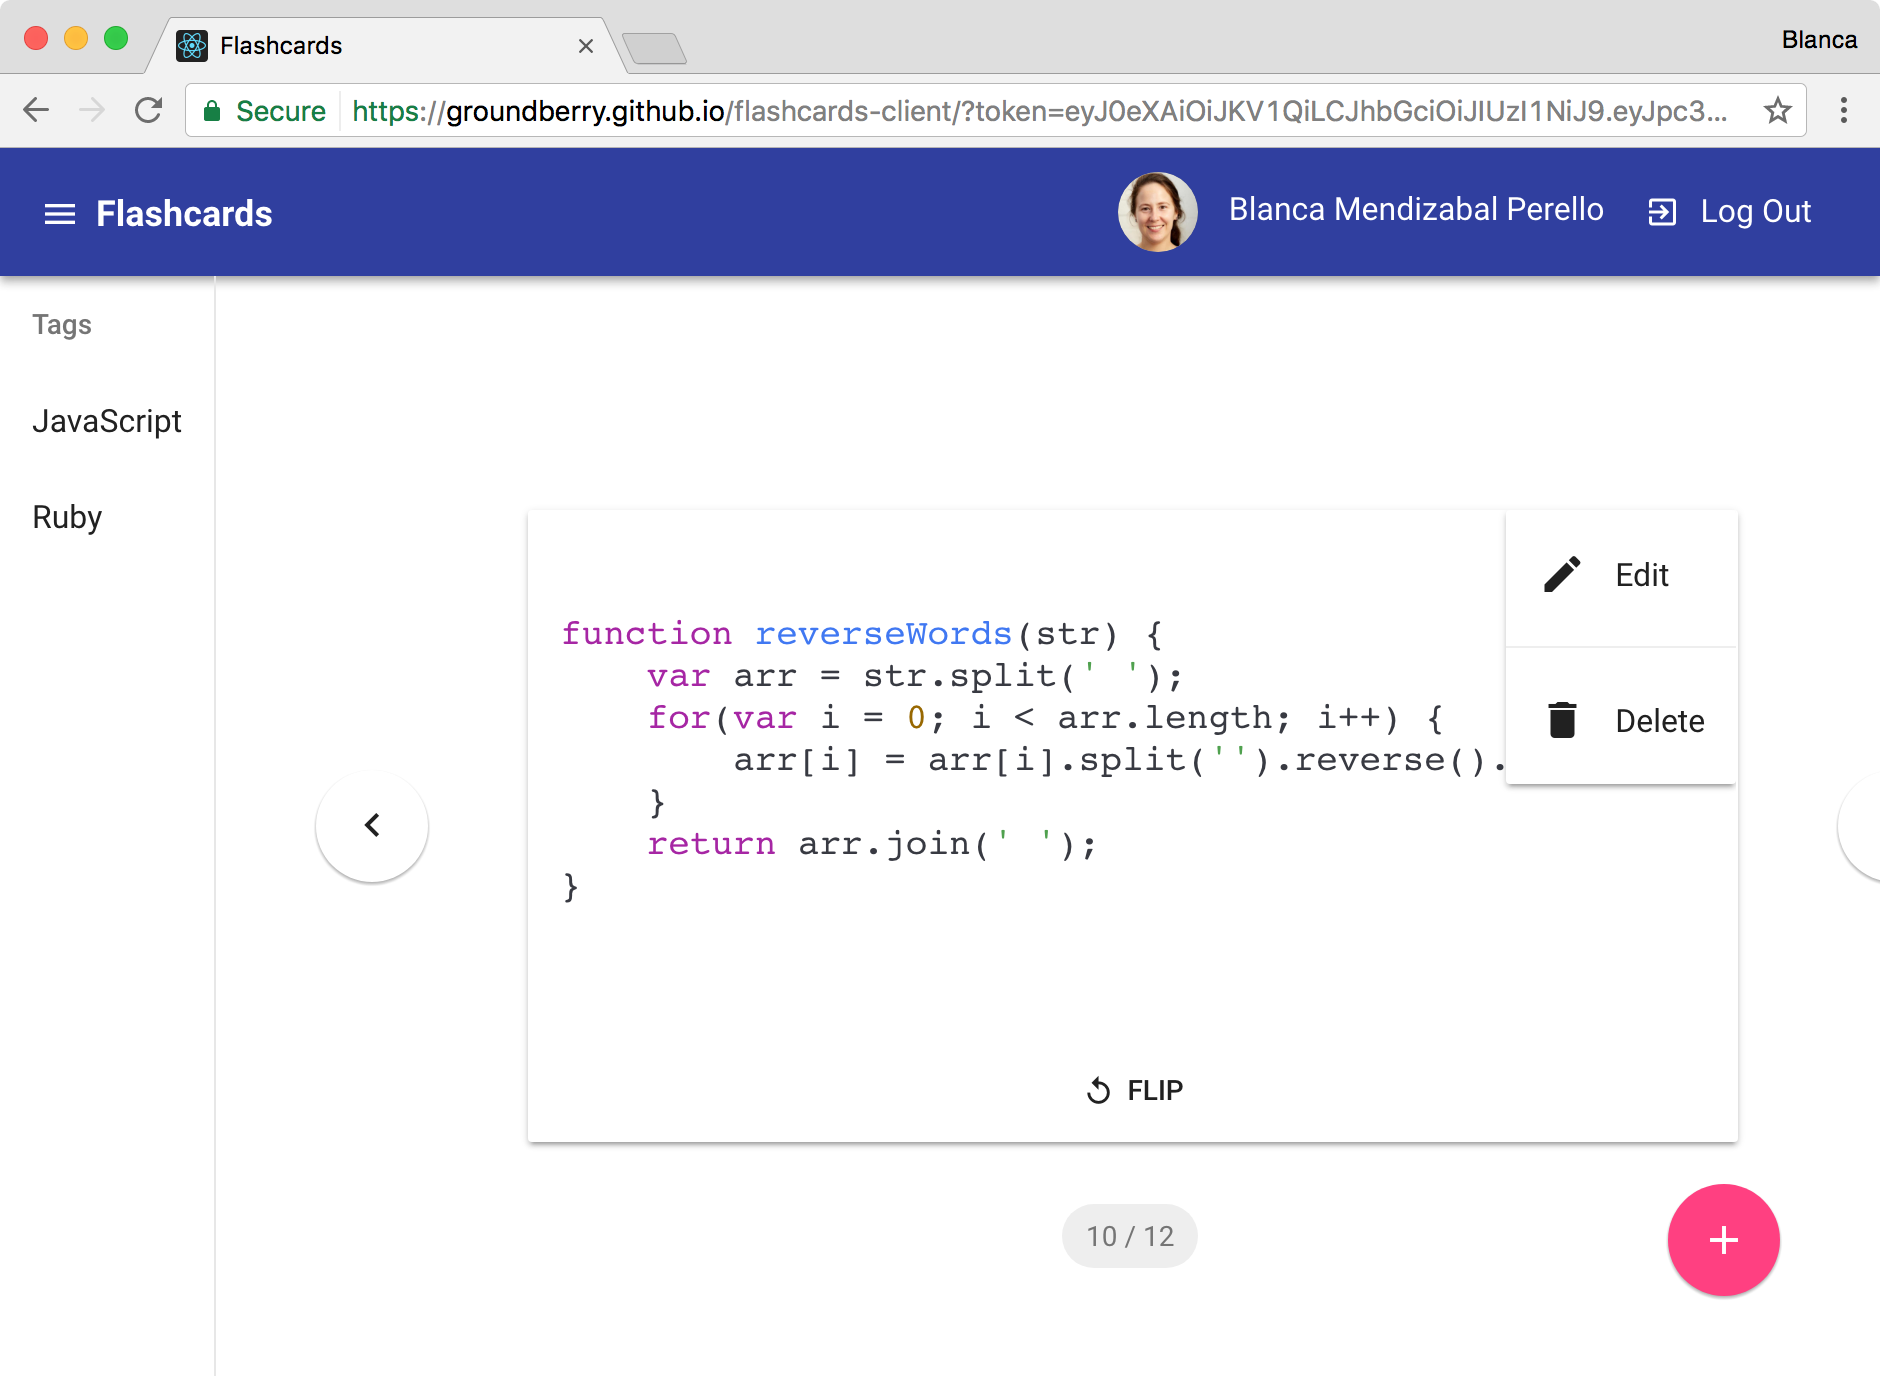 Flashcards
Blanca
Secure https://groundberry.github.io/flashcards-client/?token=eyJ0eXAiOiJKV1QiLCJhbGciOiJIUzI1NiJ9.eyJpc3...
Flashcards
Blanca Mendizabal Perello
Log Out
Tags
JavaScript
Ruby
Edit
Delete
function reverseWords(str) {
    var arr = str.split(' ');
    for(var i = 0; i < arr.length; i++) {
        arr[i] = arr[i].split('').reverse().
    }
    return arr.join(' ');
}
FLIP
10 / 12